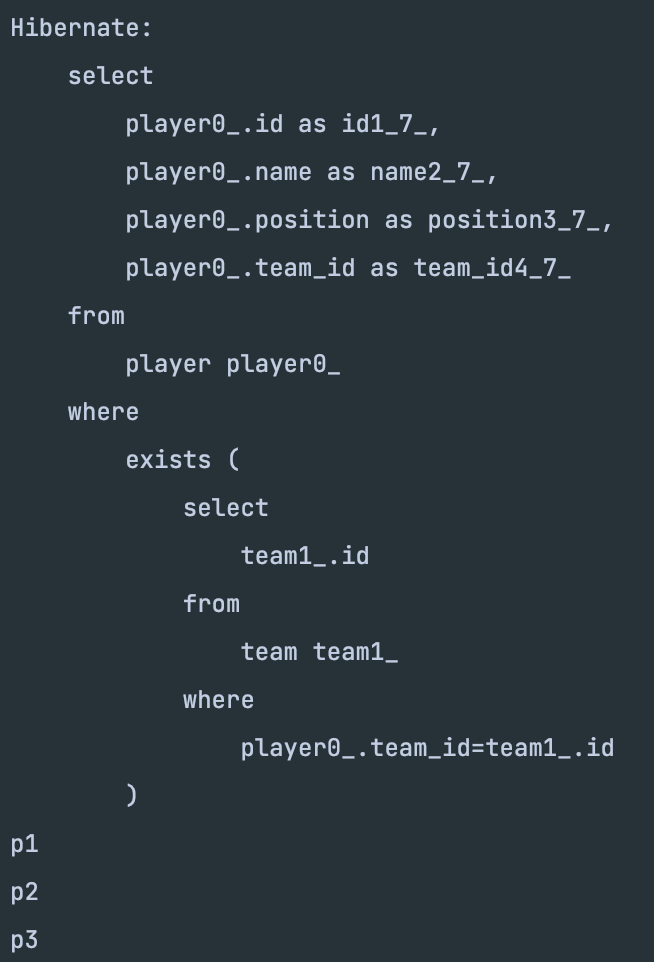 Hibernate:
select
player0_.id as id1_7_,
player0_.name as name2_7_,
player0_.position as position3_7_,
player0_.team_id as team_id4_7_
from
player player0_
where
exists (
select
team1_.id
from
team team1_
where
player0_.team_id=team1_.id
)
p1
p2
p3